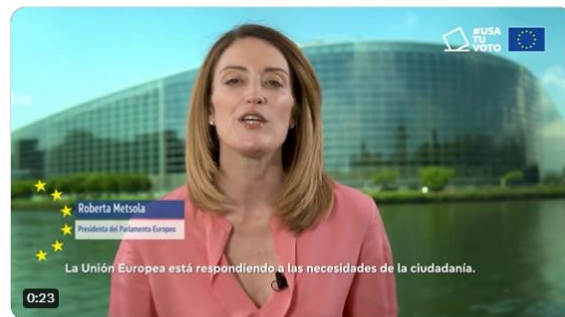 #USA
TU
VOTO
Roberta Metsola
Presidenta del Parlamento Europeo
La Unión Europea está respondiendo a las necesidades de la ciudadanía.
0:23